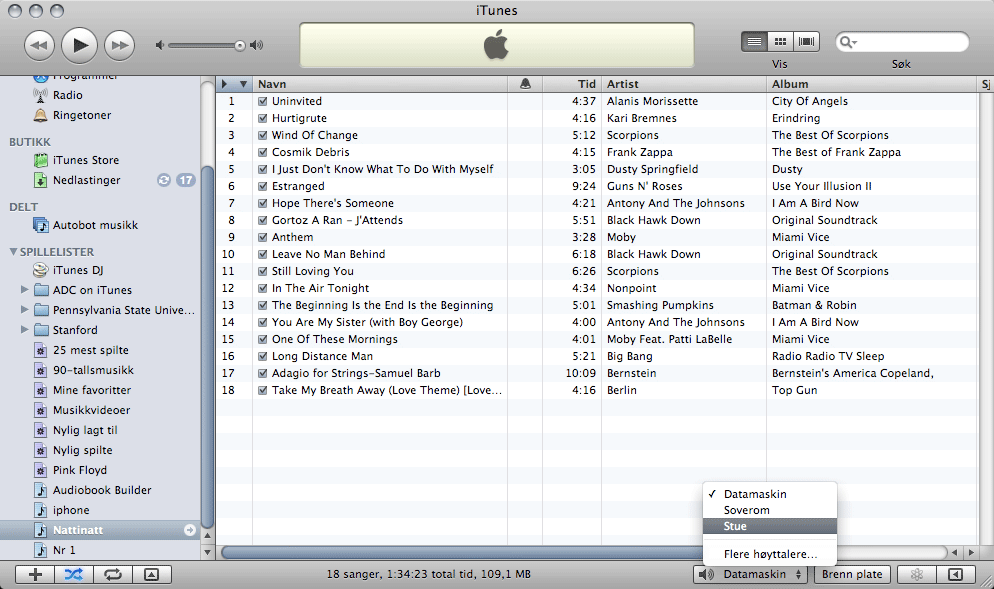 iTunes
Vis
Søk
Programmer
Radio
Ringetoner
BUTIKK
iTunes Store
Nedlastinger 17
DELT
Autobot musikk
SPILLELISTER
iTunes DJ
ADC on iTunes
Pennsylvania State Unive...
Stanford
25 mest spilte
90-tallsmusikk
Mine favoritter
Musikkvideoer
Nylig lagt til
Nylig spilte
Pink Floyd
Audiobook Builder
iphone
Nattinatt
Nr 1
Navn Tid Artist Album Sj
1 Uninvited 4:37 Alanis Morissette City Of Angels
2 Hurtigrute 4:16 Kari Bremnes Erindring
3 Wind Of Change 5:12 Scorpions The Best Of Scorpions
4 Cosmik Debris 4:15 Frank Zappa The Best of Frank Zappa
5 I Just Don't Know What To Do With Myself 3:05 Dusty Springfield Dusty
6 Estranged 9:24 Guns N' Roses Use Your Illusion II
7 Hope There's Someone 4:21 Antony And The Johnsons I Am A Bird Now
8 Gortoz A Ran - J'Attends 5:51 Black Hawk Down Original Soundtrack
9 Anthem 3:28 Moby Miami Vice
10 Leave No Man Behind 6:18 Black Hawk Down Original Soundtrack
11 Still Loving You 6:26 Scorpions The Best Of Scorpions
12 In The Air Tonight 4:34 Nonpoint Miami Vice
13 The Beginning Is the End Is the Beginning 5:01 Smashing Pumpkins Batman & Robin
14 You Are My Sister (with Boy George) 4:00 Antony And The Johnsons I Am A Bird Now
15 One Of These Mornings 4:01 Moby Feat. Patti LaBelle Miami Vice
16 Long Distance Man 5:21 Big Bang Radio Radio TV Sleep
17 Adagio for Strings-Samuel Barb 10:09 Bernstein Bernstein's America Copeland,
18 Take My Breath Away (Love Theme) [Love... 4:16 Berlin Top Gun
Datamaskin
Soverom
Stue
Flere høyttalere...
18 sanger, 1:34:23 total tid, 109,1 MB
Datamaskin
Brenn plate